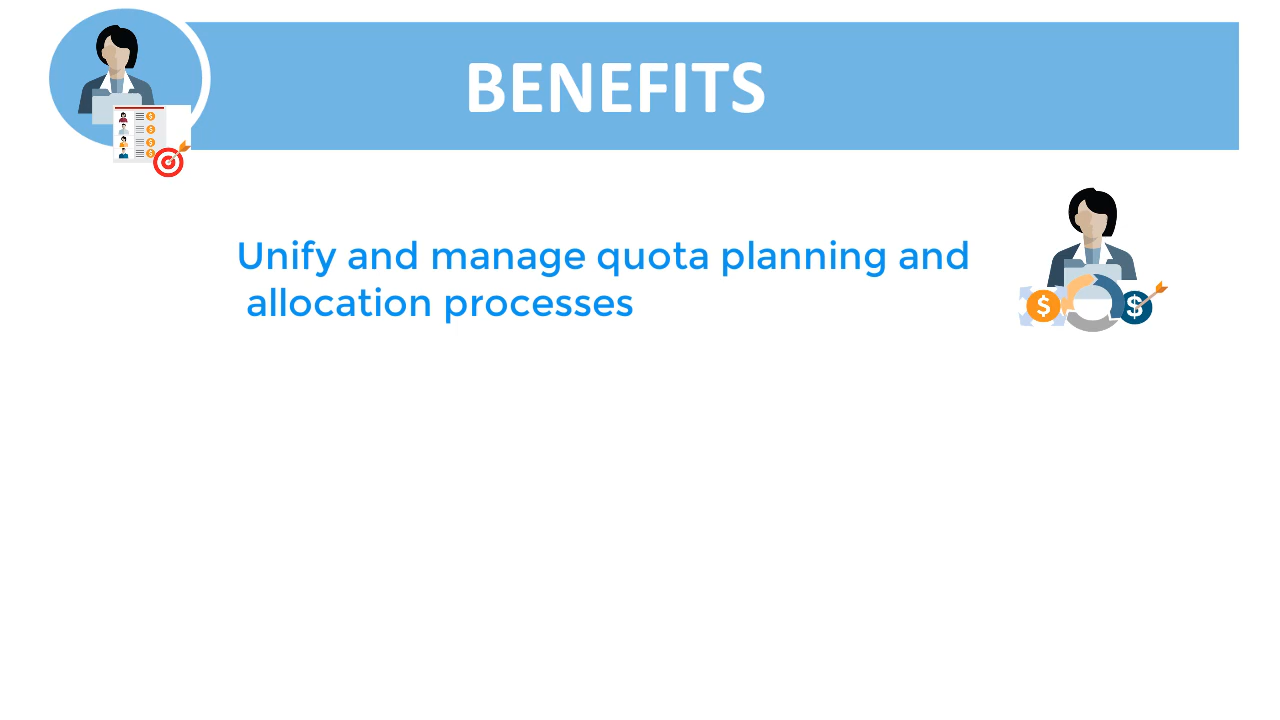 BENEFITS
Unify and manage quota planning and
allocation processes